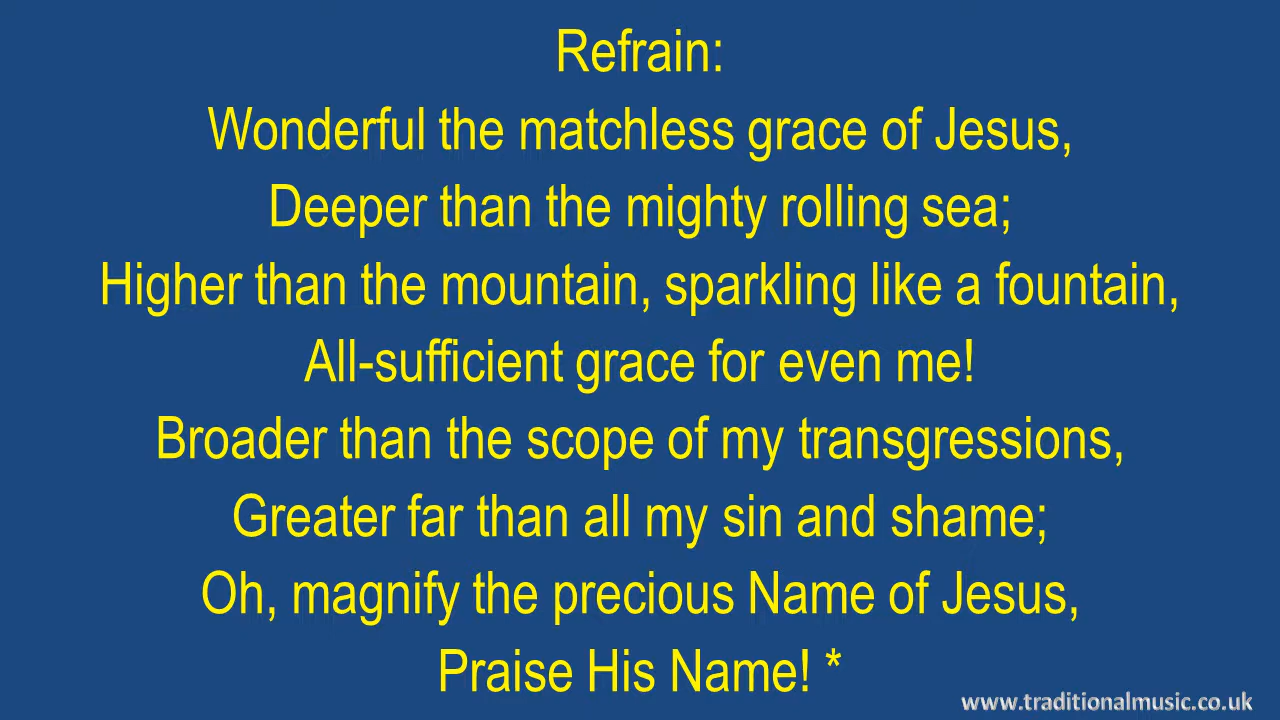 Refrain:
Wonderful the matchless grace of Jesus,
Deeper than the mighty rolling sea;
Higher than the mountain, sparkling like a fountain,
All-sufficient grace for even me!
Broader than the scope of my transgressions,
Greater far than all my sin and shame;
Oh, magnify the precious Name of Jesus,
Praise His Name! *
www.traditionalmusic.co.uk